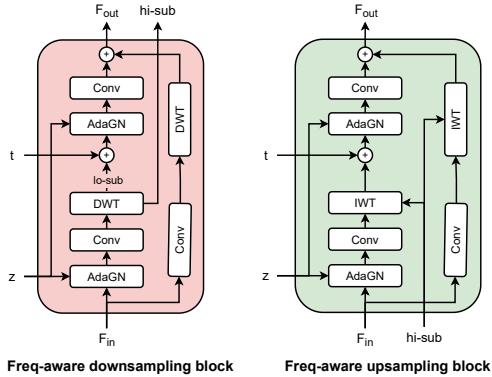 F_out hi-sub
+
Conv
AdaGN
DWT
t
+
lo-sub
DWT
Conv
Conv
z
AdaGN
F_in
Freq-aware downsampling block
F_out
+
Conv
AdaGN
IWT
t
+
IWT
Conv
Conv
z
AdaGN
F_in hi-sub
Freq-aware upsampling block